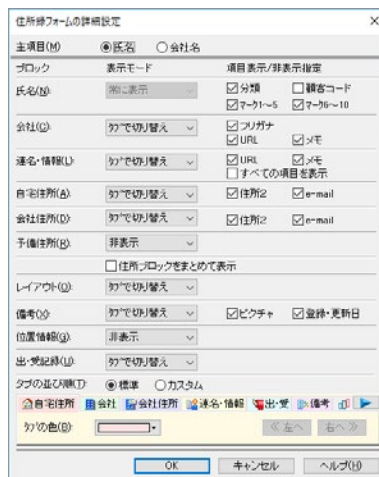 住所録フォームの詳細設定
主項目(M) 氏名 会社名
ブロック 表示モード 項目表示/非表示指定
氏名(N): 常に表示 分類 顧客コード
マーク1～5 マーク6～10
会社(C): タブで切り替え フリガナ
URL メモ
連名・情報(L): タブで切り替え URL メモ
すべての項目を表示
自宅住所(A): タブで切り替え 住所2 e-mail
会社住所(D): タブで切り替え 住所2 e-mail
予備住所(R): 非表示
住所ブロックをまとめて表示
レイアウト(O): タブで切り替え
備考(X): タブで切り替え ピクチャ 登録・更新日
位置情報(G): 非表示
出・受記録(U): タブで切り替え
タブの並び順(T): 標準 カスタム
自宅住所 会社 会社住所 連名・情報 出・受 備考
タブの色(B): 左へ 右へ
OK キャンセル ヘルプ(H)